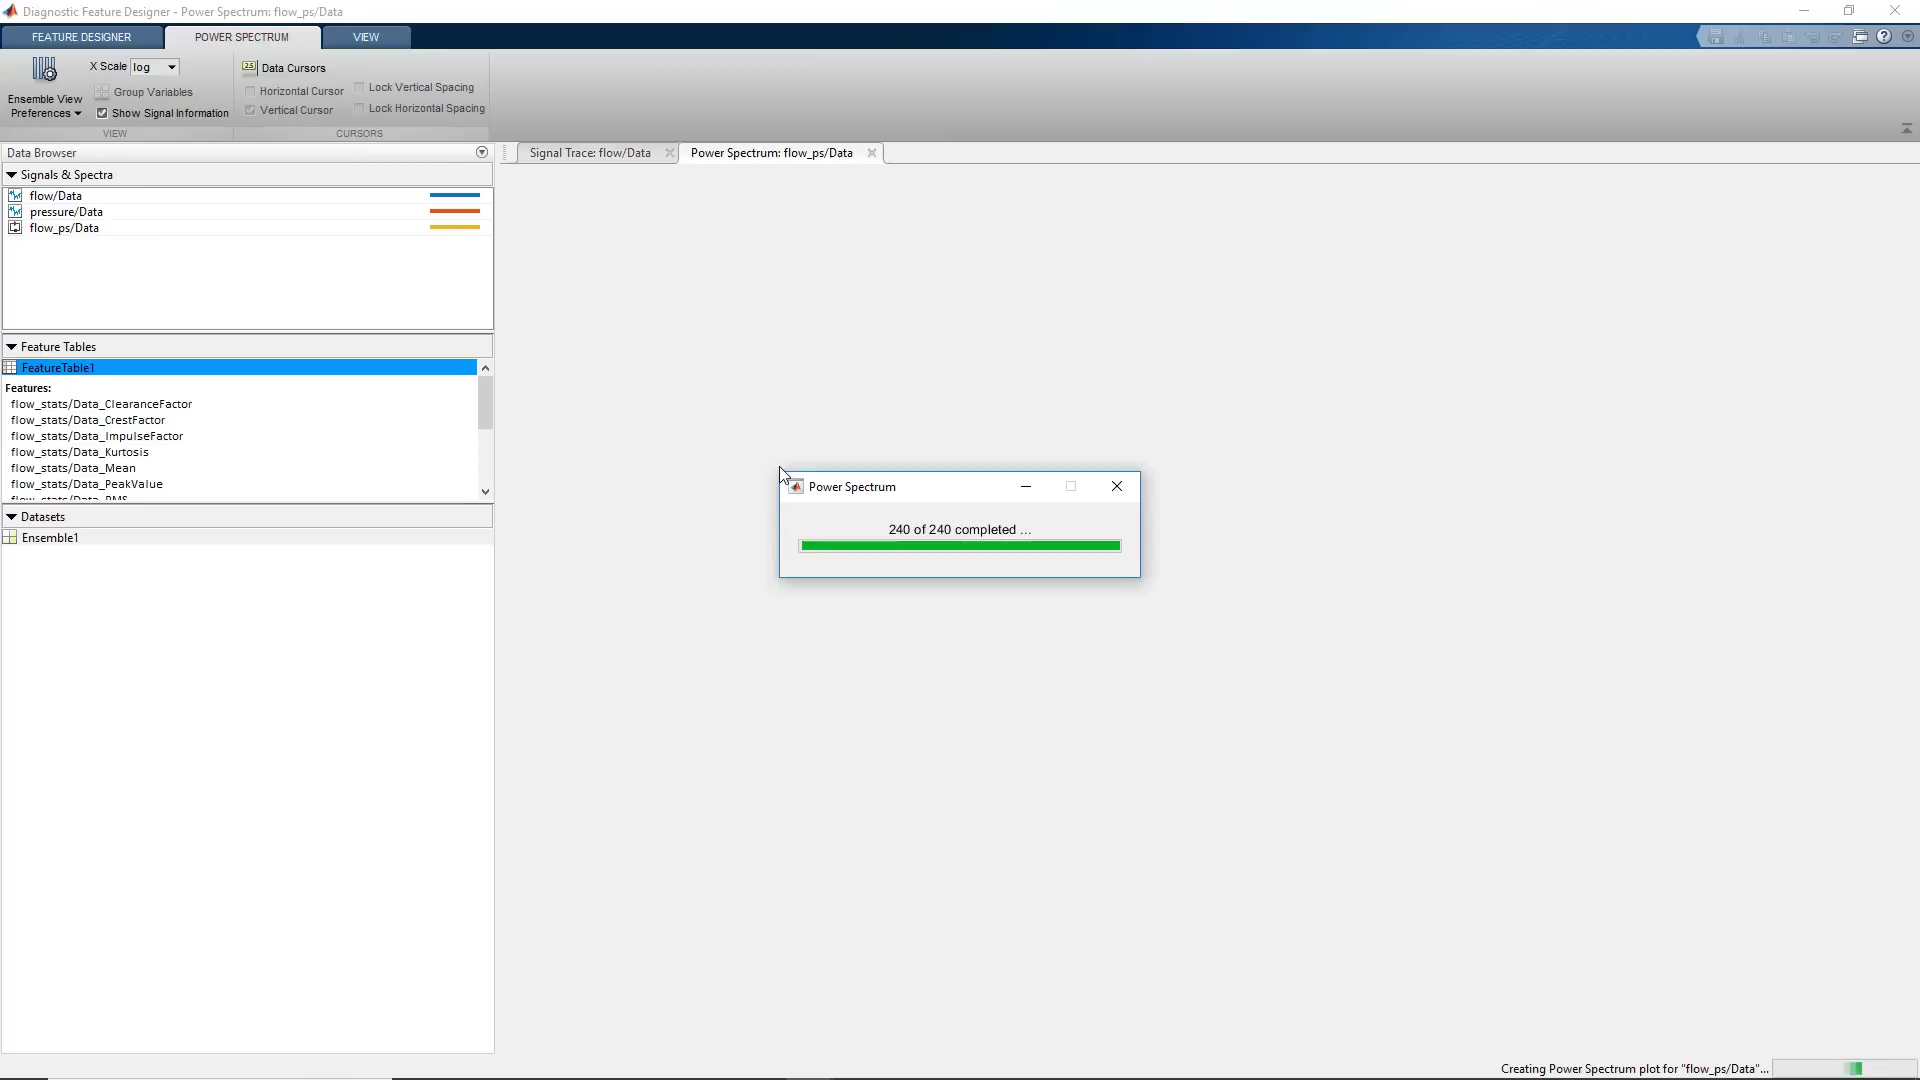 Diagnostic Feature Designer - Power Spectrum: flow_ps/Data
FEATURE DESIGNER
POWER SPECTRUM
VIEW
X Scale log
Group Variables
Show Signal Information
Ensemble View
Preferences
VIEW
2.5 Data Cursors
Horizontal Cursor
Vertical Cursor
Lock Vertical Spacing
Lock Horizontal Spacing
CURSORS
Data Browser
Signals & Spectra
flow/Data
pressure/Data
flow_ps/Data
Feature Tables
FeatureTable1
Features:
flow_stats/Data_ClearanceFactor
flow_stats/Data_CrestFactor
flow_stats/Data_ImpulseFactor
flow_stats/Data_Kurtosis
flow_stats/Data_Mean
flow_stats/Data_PeakValue
flow_stats/Data_RMS
Datasets
Ensemble1
Signal Trace: flow/Data
Power Spectrum: flow_ps/Data
Power Spectrum
240 of 240 completed ...
Creating Power Spectrum plot for "flow_ps/Data"...